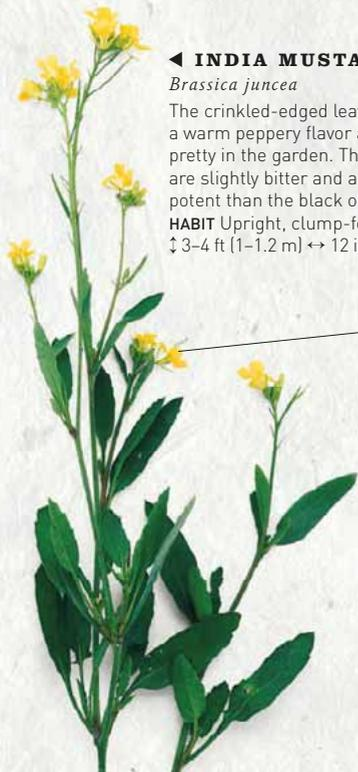 ◄ INDIA MUSTA
Brassica juncea
The crinkled-edged lea
a warm peppery flavor
pretty in the garden. Th
are slightly bitter and a
potent than the black o
HABIT Upright, clump-f
↕ 3–4 ft (1–1.2 m) ↔ 12 i